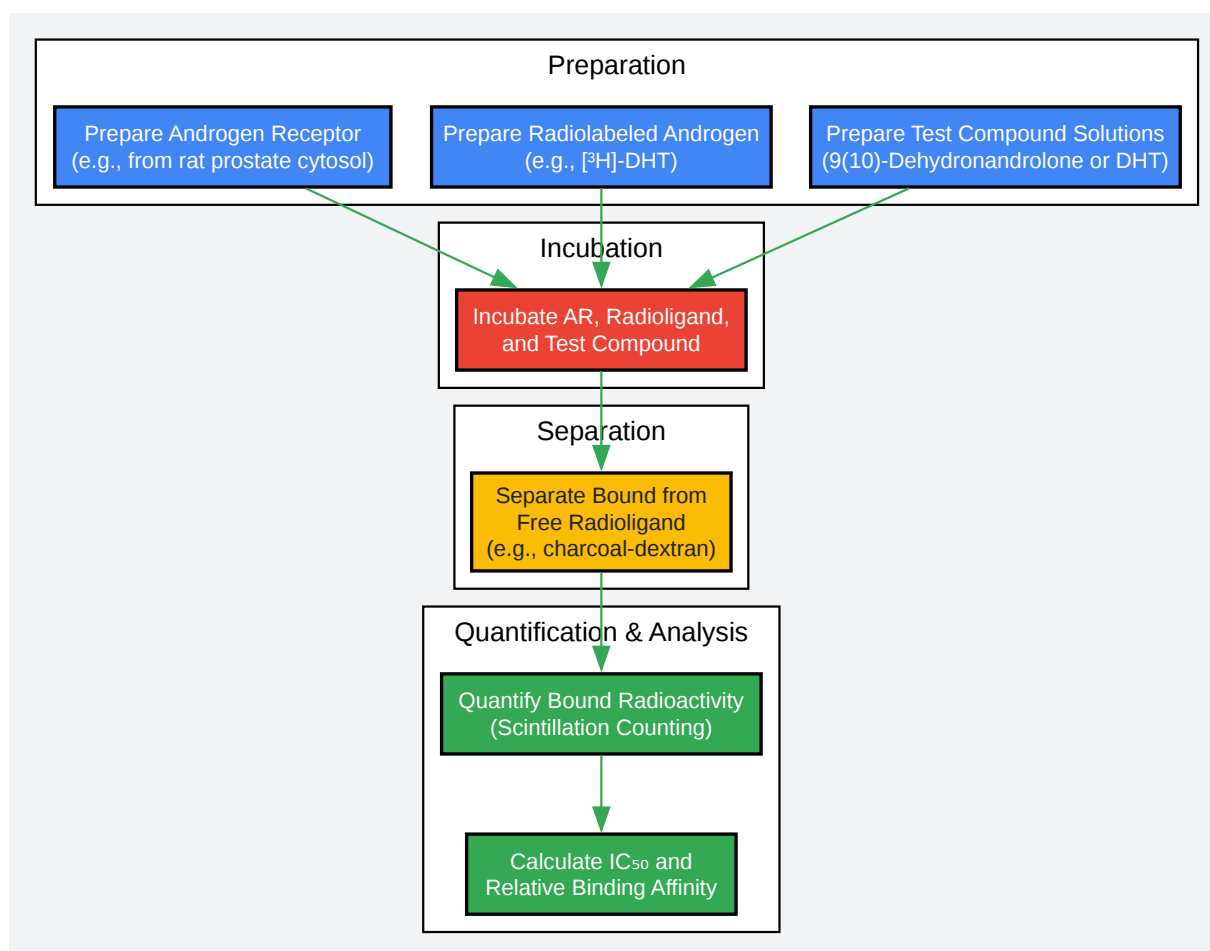 Preparation
Prepare Androgen Receptor
(e.g., from rat prostate cytosol)
Prepare Radiolabeled Androgen
(e.g., [³H]-DHT)
Prepare Test Compound Solutions
(9(10)-Dehydronandrolone or DHT)
Incubation
Incubate AR, Radioligand,
and Test Compound
Separation
Separate Bound from
Free Radioligand
(e.g., charcoal-dextran)
Quantification & Analysis
Quantify Bound Radioactivity
(Scintillation Counting)
Calculate IC₅₀ and
Relative Binding Affinity